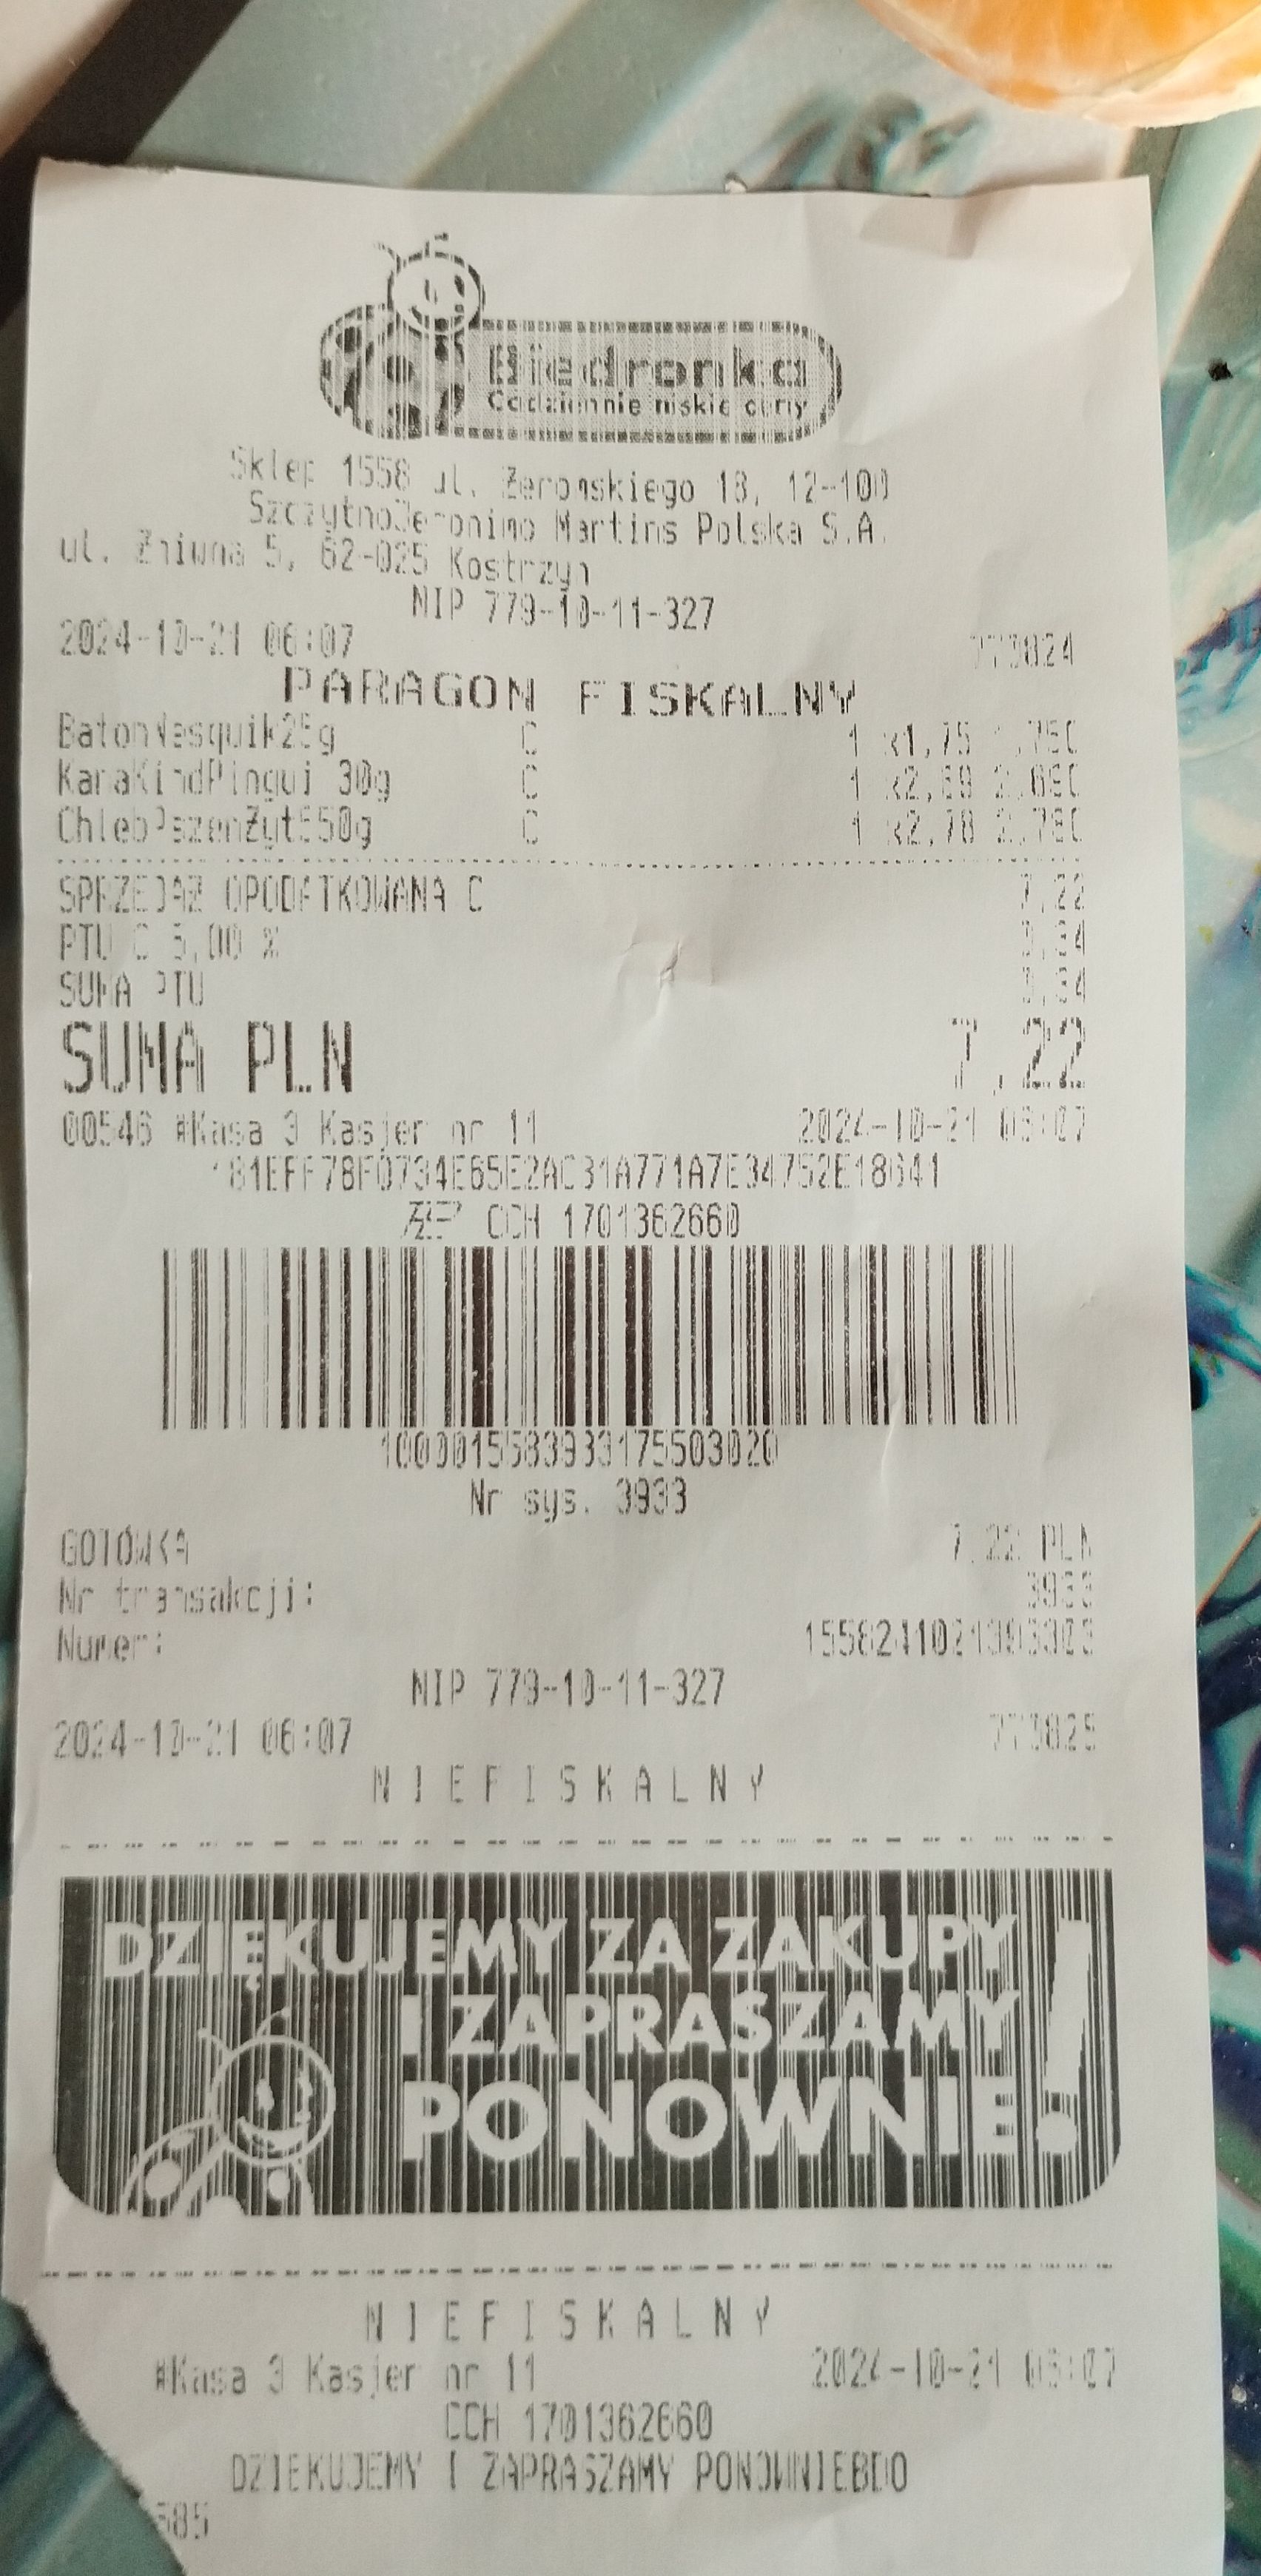 Biedronka
Codziennie niskie ceny
Sklep 1558 ul. Żeromskiego 18, 12-100
SzczytnoJeronimo Martins Polska S.A.
ul. Żniwna 5, 62-025 Kostrzyn
NIP 779-10-11-327
2024-10-21 06:07 773824
PARAGON FISKALNY
BatonNesquik25g C 1 x1,75 1,75C
KanaKindPingui 30g C 1 x2,69 2,69C
ChlebPszenŻyt550g C 1 x2,78 2,78C
SPRZEDAŻ OPODATKOWANA C 7,22
PTU C 5,00 % 0,34
SUMA PTU 0,34
SUMA PLN 7,22
00546 #Kasa 3 Kasjer nr 11 2024-10-21 06:07
CCH 1701362660
Nr sys. 3933
GOTÓWKA 7,22 PLN
Nr transakcji: 3933
Numer: 1558241021393303
NIP 779-10-11-327
2024-10-21 06:07 773825
NIEFISKALNY
DZIĘKUJEMY ZA ZAKUPY
I ZAPRASZAMY
PONOWNIE!
NIEFISKALNY
#Kasa 3 Kasjer nr 11 2024-10-21 06:07
CCH 1701362660
DZIEKUJEMY I ZAPRASZAMY PONOWNIEBDO
585